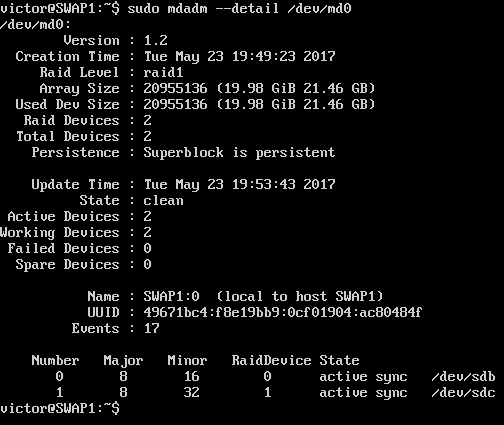 victor@SWAP1:~$ sudo mdadm --detail /dev/md0
/dev/md0:
Version : 1.2
Creation Time : Tue May 23 19:49:23 2017
Raid Level : raid1
Array Size : 20955136 (19.98 GiB 21.46 GB)
Used Dev Size : 20955136 (19.98 GiB 21.46 GB)
Raid Devices : 2
Total Devices : 2
Persistence : Superblock is persistent
Update Time : Tue May 23 19:53:43 2017
State : clean
Active Devices : 2
Working Devices : 2
Failed Devices : 0
Spare Devices : 0
Name : SWAP1:0 (local to host SWAP1)
UUID : 49671bc4:f8e19bb9:0cf01904:ac80484f
Events : 17
Number Major Minor RaidDevice State
0 8 16 0 active sync /dev/sdb
1 8 32 1 active sync /dev/sdc
victor@SWAP1:~$